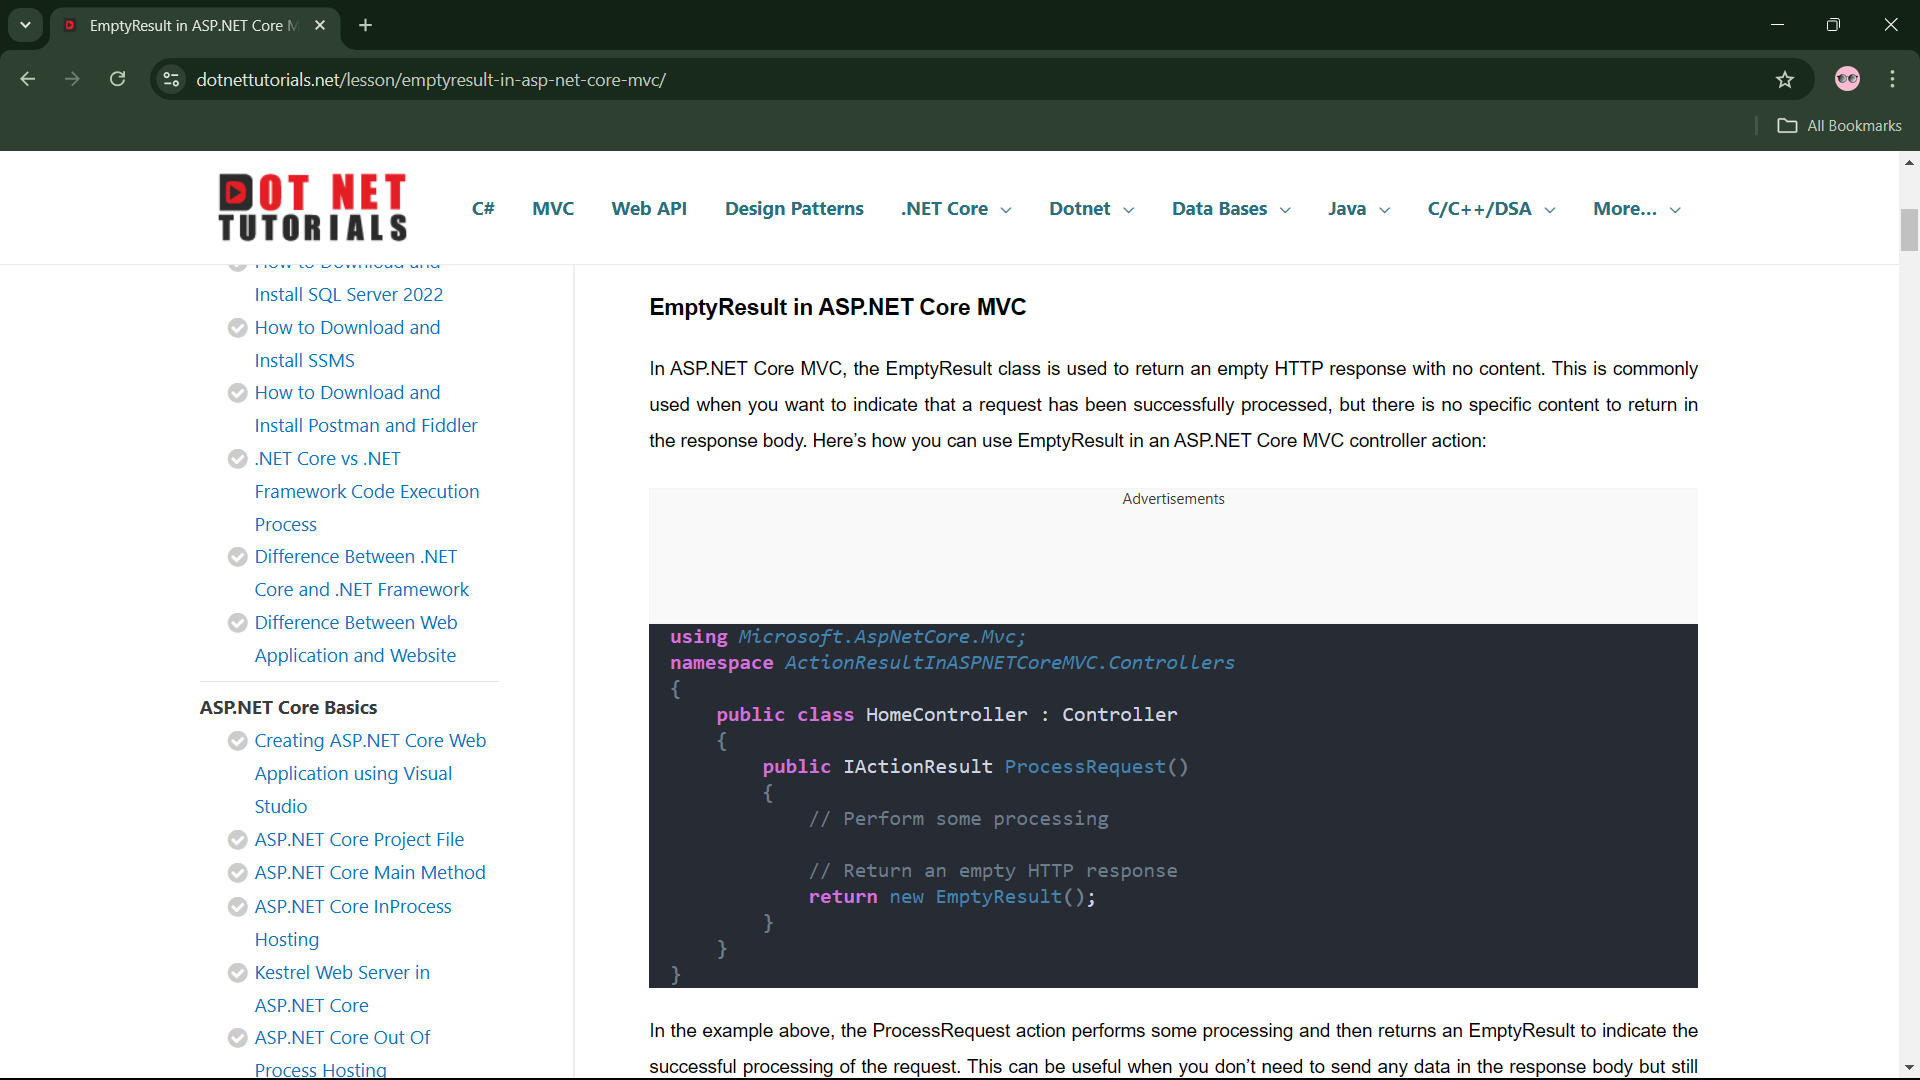 EmptyResult in ASP.NET Core M
dotnettutorials.net/lesson/emptyresult-in-asp-net-core-mvc/
All Bookmarks
DOT NET
TUTORIALS
C# MVC Web API Design Patterns .NET Core Dotnet Data Bases Java C/C++/DSA More...
How to Download and
Install SQL Server 2022
How to Download and
Install SSMS
How to Download and
Install Postman and Fiddler
.NET Core vs .NET
Framework Code Execution
Process
Difference Between .NET
Core and .NET Framework
Difference Between Web
Application and Website
ASP.NET Core Basics
Creating ASP.NET Core Web
Application using Visual
Studio
ASP.NET Core Project File
ASP.NET Core Main Method
ASP.NET Core InProcess
Hosting
Kestrel Web Server in
ASP.NET Core
ASP.NET Core Out Of
Process Hosting
EmptyResult in ASP.NET Core MVC
In ASP.NET Core MVC, the EmptyResult class is used to return an empty HTTP response with no content. This is commonly
used when you want to indicate that a request has been successfully processed, but there is no specific content to return in
the response body. Here’s how you can use EmptyResult in an ASP.NET Core MVC controller action:
Advertisements
using Microsoft.AspNetCore.Mvc;
namespace ActionResultInASPNETCoreMVC.Controllers
{
public class HomeController : Controller
{
public IActionResult ProcessRequest()
{
// Perform some processing
// Return an empty HTTP response
return new EmptyResult();
}
}
}
In the example above, the ProcessRequest action performs some processing and then returns an EmptyResult to indicate the
successful processing of the request. This can be useful when you don’t need to send any data in the response body but still